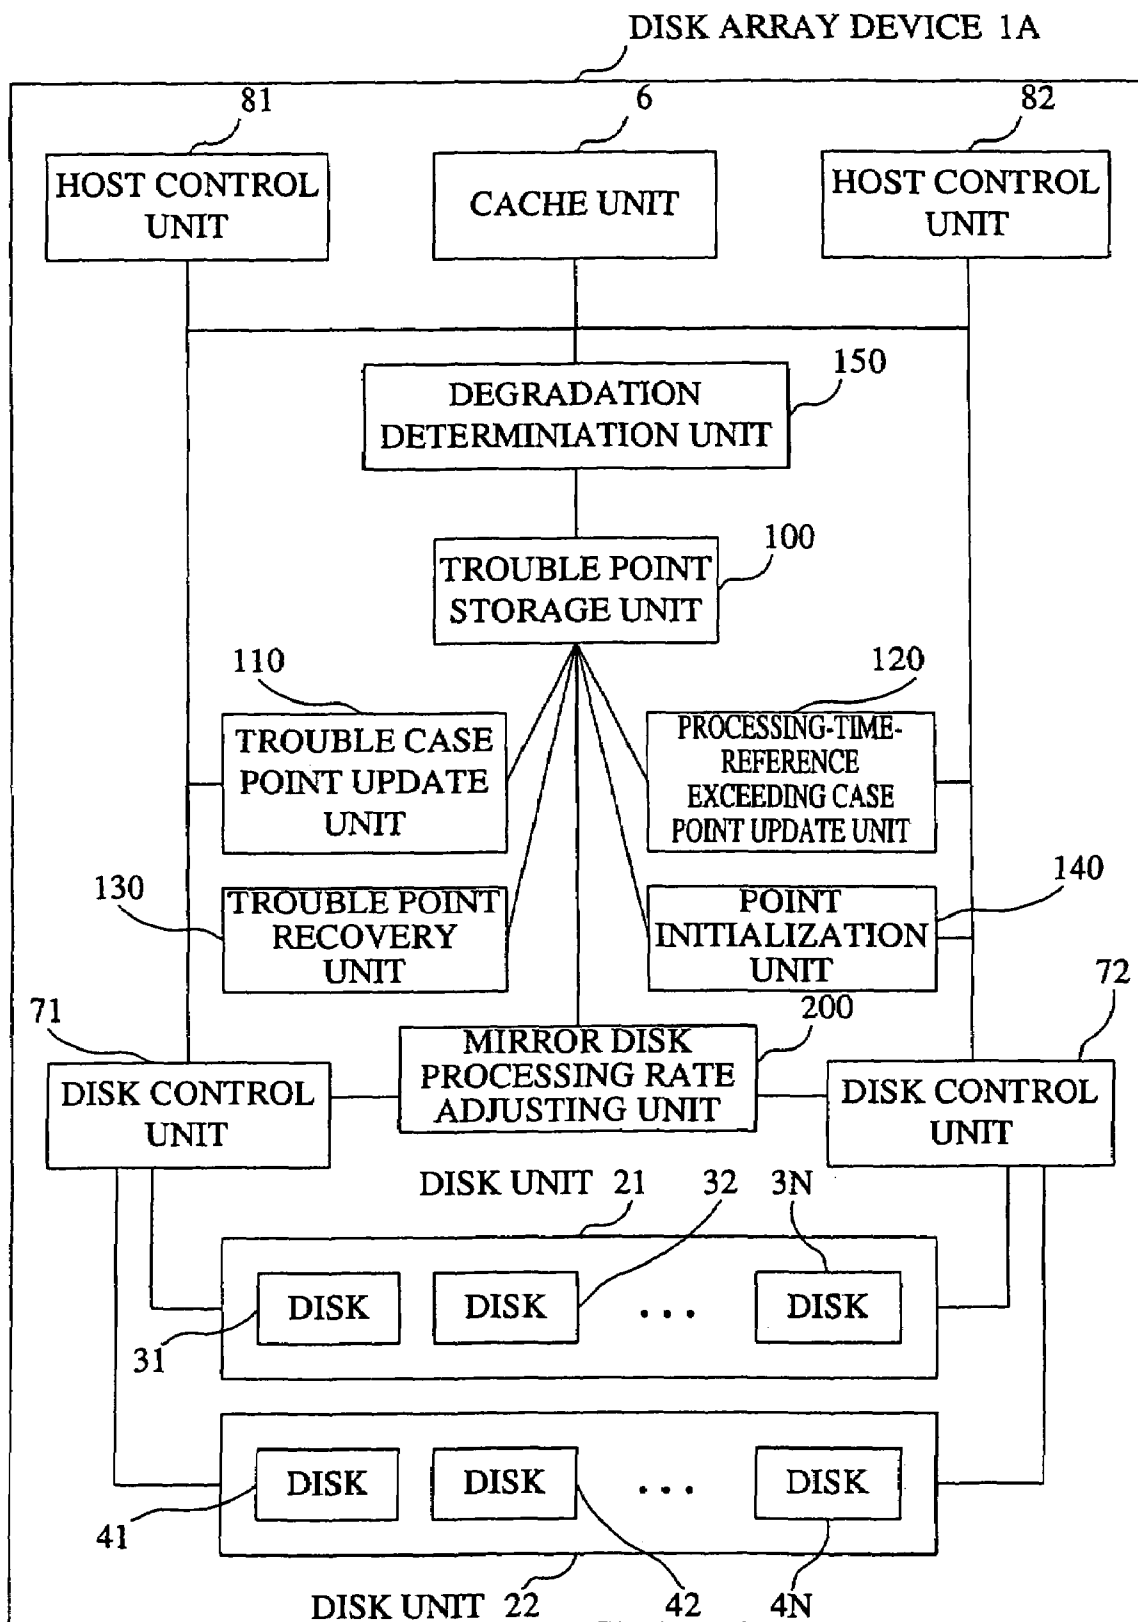 DISK ARRAY DEVICE 1A
81
6
82
HOST CONTROL
UNIT
CACHE UNIT
HOST CONTROL
UNIT
150
DEGRADATION
DETERMINIATION UNIT
100
TROUBLE POINT
STORAGE UNIT
110
120
TROUBLE CASE
POINT UPDATE
UNIT
PROCESSING-TIME-
REFERENCE
EXCEEDING CASE
POINT UPDATE UNIT
130
140
TROUBLE POINT
RECOVERY
UNIT
POINT
INITIALIZATION
UNIT
71
200
72
DISK CONTROL
UNIT
MIRROR DISK
PROCESSING RATE
ADJUSTING UNIT
DISK CONTROL
UNIT
DISK UNIT 21
32
3N
DISK
DISK
...
DISK
31
DISK
DISK
...
DISK
41
DISK UNIT 22
42
4N